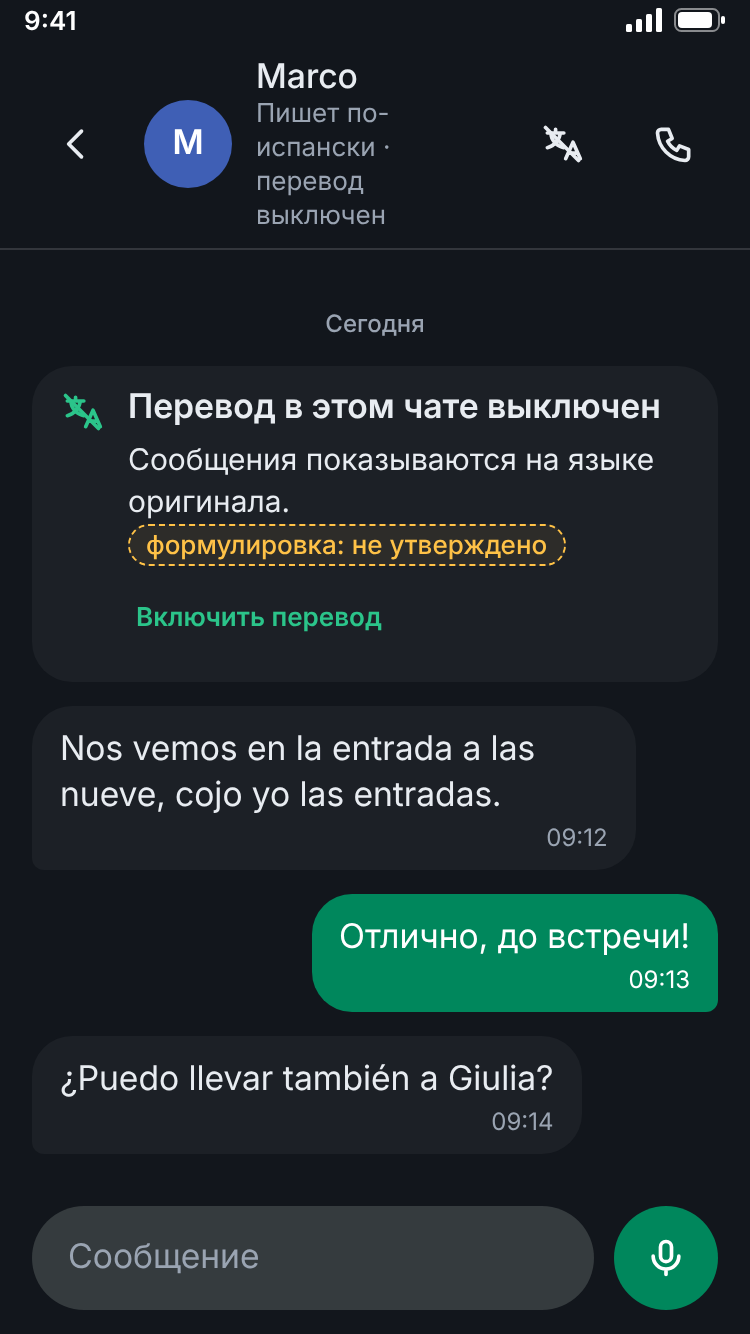 9:41
Marco
Пишет по-
испански ·
перевод
выключен
M
Сегодня
Перевод в этом чате выключен
Сообщения показываются на языке
оригинала.
формулировка: не утверждено
Включить перевод
Nos vemos en la entrada a las
nueve, cojo yo las entradas.
09:12
Отлично, до встречи!
09:13
¿Puedo llevar también a Giulia?
09:14
Сообщение